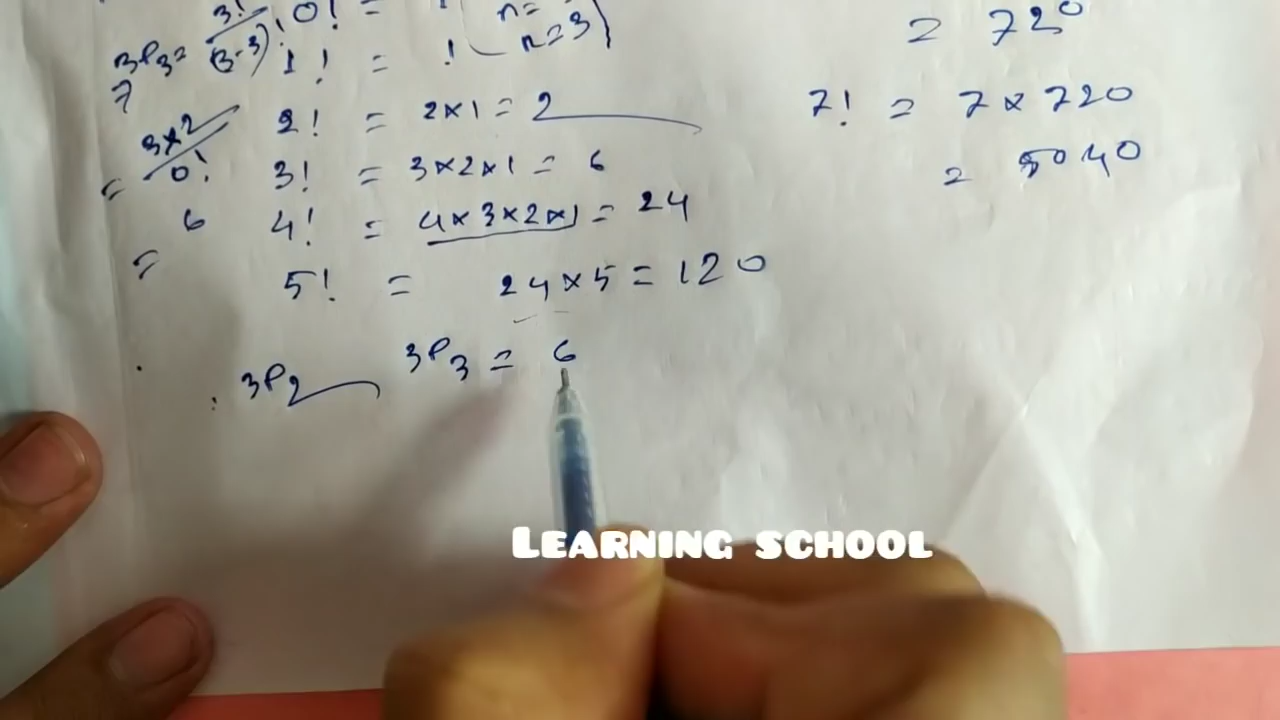 3P3 = 3!/(3-3)!
7
= 3×2/0!
= 6
0! =
n=
1! = !
n=3
2! = 2×1 = 2
3! = 3×2×1 = 6
4! = 4×3×2×1 = 24
5! = 24×5 = 120
3P2 3P3 = 6
= 720
7! = 7×720
= 5040
LEARNING SCHOOL